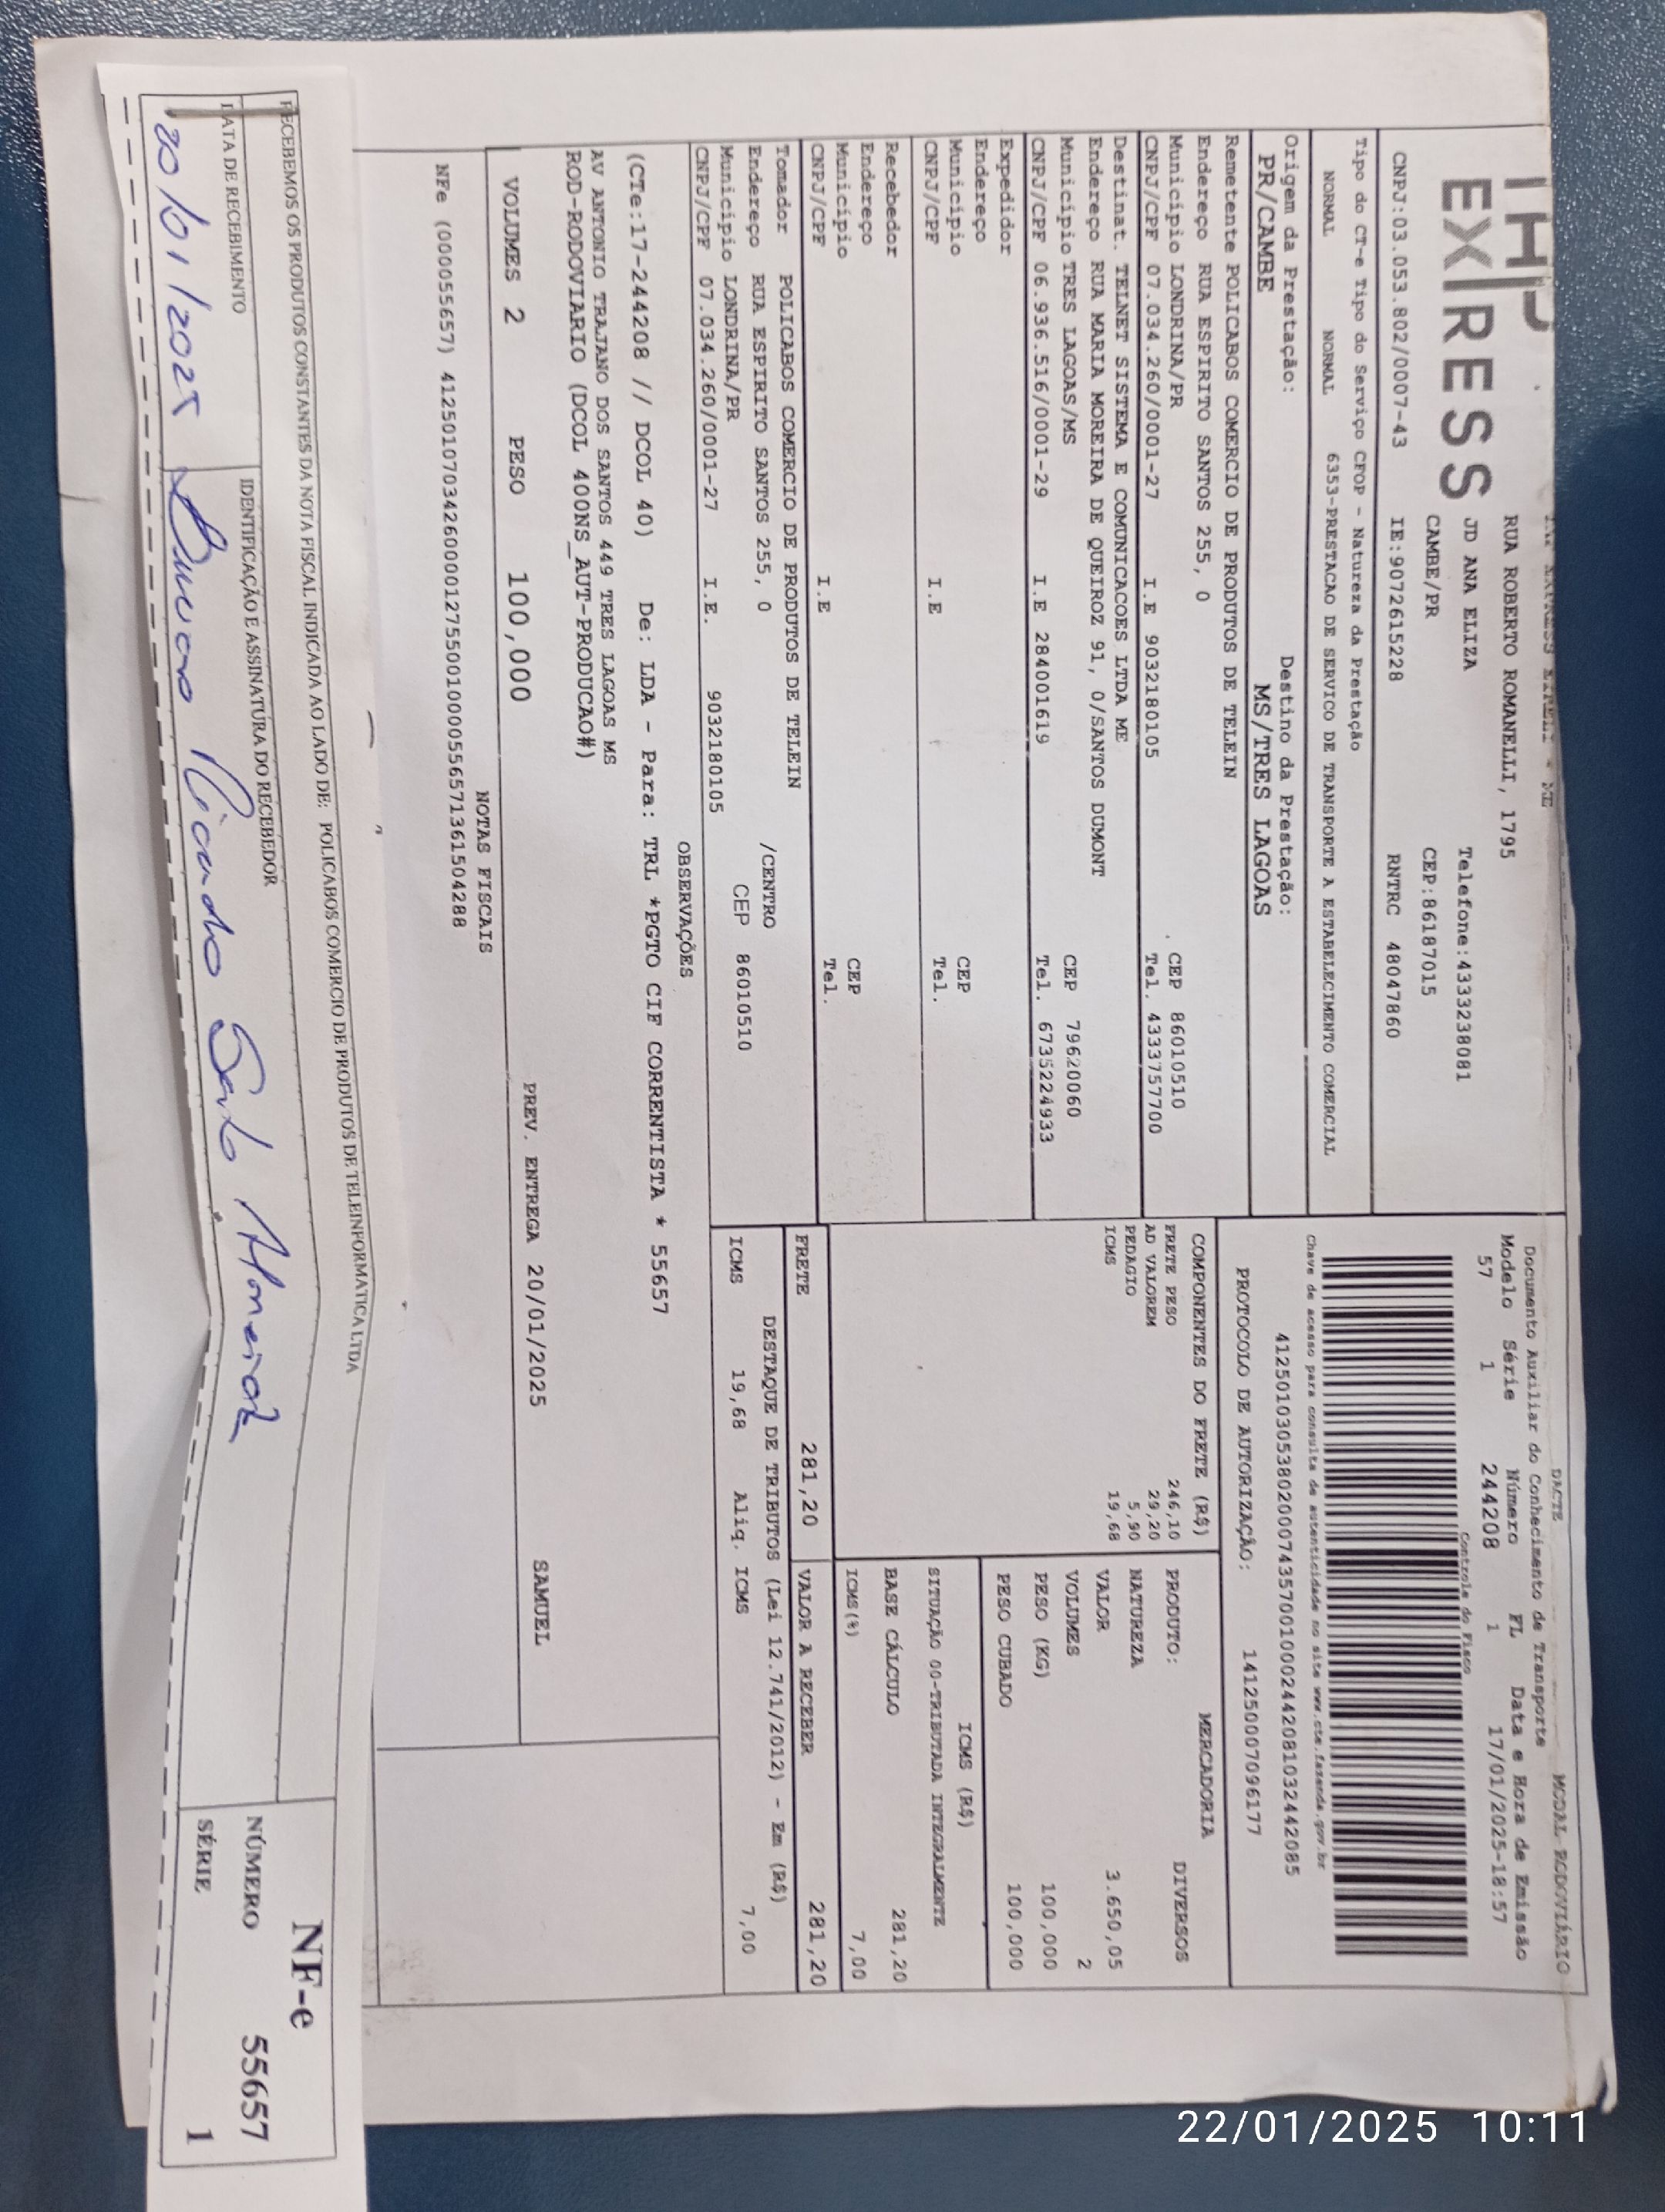 DACTE MODAL RODOVIÁRIO
EXPRESS
RUA ROBERTO ROMANELLI, 1795
JD ANA ELIZA Telefone:4333238081
CAMBE/PR CEP:86187015
CNPJ:03.053.802/0007-43 IE:9072615228 RNTRC 48047860
Documento Auxiliar do Conhecimento de Transporte
Modelo Série Número FL Data e Hora de Emissão
57 1 244208 1 17/01/2025-18:57
Controle do Fisco
Tipo do CT-e Tipo do Serviço CFOP - Natureza da Prestação
NORMAL NORMAL 6353-PRESTACAO DE SERVICO DE TRANSPORTE A ESTABELECIMENTO COMERCIAL
Chave de acesso para consulta de autenticidade no site www.cte.fazenda.gov.br
41250103053802000743570010002442081032442085
Origem da Prestação: Destino da Prestação:
PR/CAMBE MS/TRES LAGOAS
PROTOCOLO DE AUTORIZAÇÃO: 141250007096177
Remetente POLICABOS COMERCIO DE PRODUTOS DE TELEIN
Endereço RUA ESPIRITO SANTOS 255, 0
Município LONDRINA/PR CEP 86010510
CNPJ/CPF 07.034.260/0001-27 I.E 9032180105 Tel. 4333757700
Destinat. TELNET SISTEMA E COMUNICACOES LTDA ME
Endereço RUA MARIA MOREIRA DE QUEIROZ 91, 0/SANTOS DUMONT
Município TRES LAGOAS/MS CEP 79620060
CNPJ/CPF 06.936.516/0001-29 I.E 284001619 Tel. 6735224933
Expedidor
Endereço
Município CEP
CNPJ/CPF I.E Tel.
Recebedor
Endereço
Município CEP
CNPJ/CPF I.E Tel.
Tomador POLICABOS COMERCIO DE PRODUTOS DE TELEIN
Endereço RUA ESPIRITO SANTOS 255, 0 /CENTRO
Município LONDRINA/PR CEP 86010510
CNPJ/CPF 07.034.260/0001-27 I.E. 9032180105
COMPONENTES DO FRETE (R$)
FRETE PESO 246,10
AD VALOREM 29,20
PEDAGIO 5,90
ICMS 19,68
MERCADORIA
PRODUTO: DIVERSOS
NATUREZA
VALOR 3.650,05
VOLUMES 2
PESO (KG) 100,000
PESO CUBADO 100,000
ICMS (R$)
SITUAÇÃO 00-TRIBUTADA INTEGRALMENTE
BASE CÁLCULO 281,20
ICMS(%) 7,00
FRETE 281,20 VALOR A RECEBER 281,20
DESTAQUE DE TRIBUTOS (Lei 12.741/2012) - Em (R$)
ICMS 19,68 Aliq. ICMS 7,00
OBSERVAÇÕES
(CTe:17-244208 // DCOL 40) De: LDA - Para: TRL *PGTO CIF CORRENTISTA * 55657
AV ANTONIO TRAJANO DOS SANTOS 449 TRES LAGOAS MS
ROD-RODOVIARIO (DCOL 400NS_AUT-PRODUCAO#)
VOLUMES 2 PESO 100,000 PREV. ENTREGA 20/01/2025 SAMUEL
NOTAS FISCAIS
NFe (000055657) 41250107034260000127550010000556571361504288
RECEBEMOS OS PRODUTOS CONSTANTES DA NOTA FISCAL INDICADA AO LADO DE: POLICABOS COMERCIO DE PRODUTOS DE TELEINFORMATICA LTDA
DATA DE RECEBIMENTO IDENTIFICAÇÃO E ASSINATURA DO RECEBEDOR
20/01/2025
NF-e
NÚMERO 55657
SÉRIE 1
22/01/2025 10:11